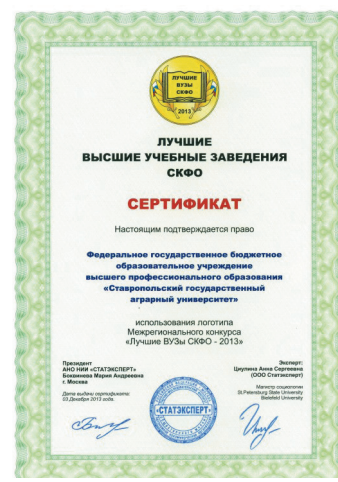 ЛУЧШИЕ
ВУЗЫ
СКФО
2013
ЛУЧШИЕ
ВЫСШИЕ УЧЕБНЫЕ ЗАВЕДЕНИЯ
СКФО
СЕРТИФИКАТ
Настоящим подтверждается право
Федеральное государственное бюджетное
образовательное учреждение
высшего профессионального образования
«Ставропольский государственный
аграрный университет»
использования логотипа
Межрегионального конкурса
«Лучшие ВУЗы СКФО - 2013»
Президент
АНО НИИ «СТАТЭКСПЕРТ»
Боквинева Мария Андреевна
г. Москва
Дата выдачи сертификата:
03 Декабря 2013 года.
Эксперт:
Циулина Анна Сергеевна
(ООО Статэксперт)
Магистр социологии
St.Petersburg State University
Bielefeld University
«СТАТЭКСПЕРТ»